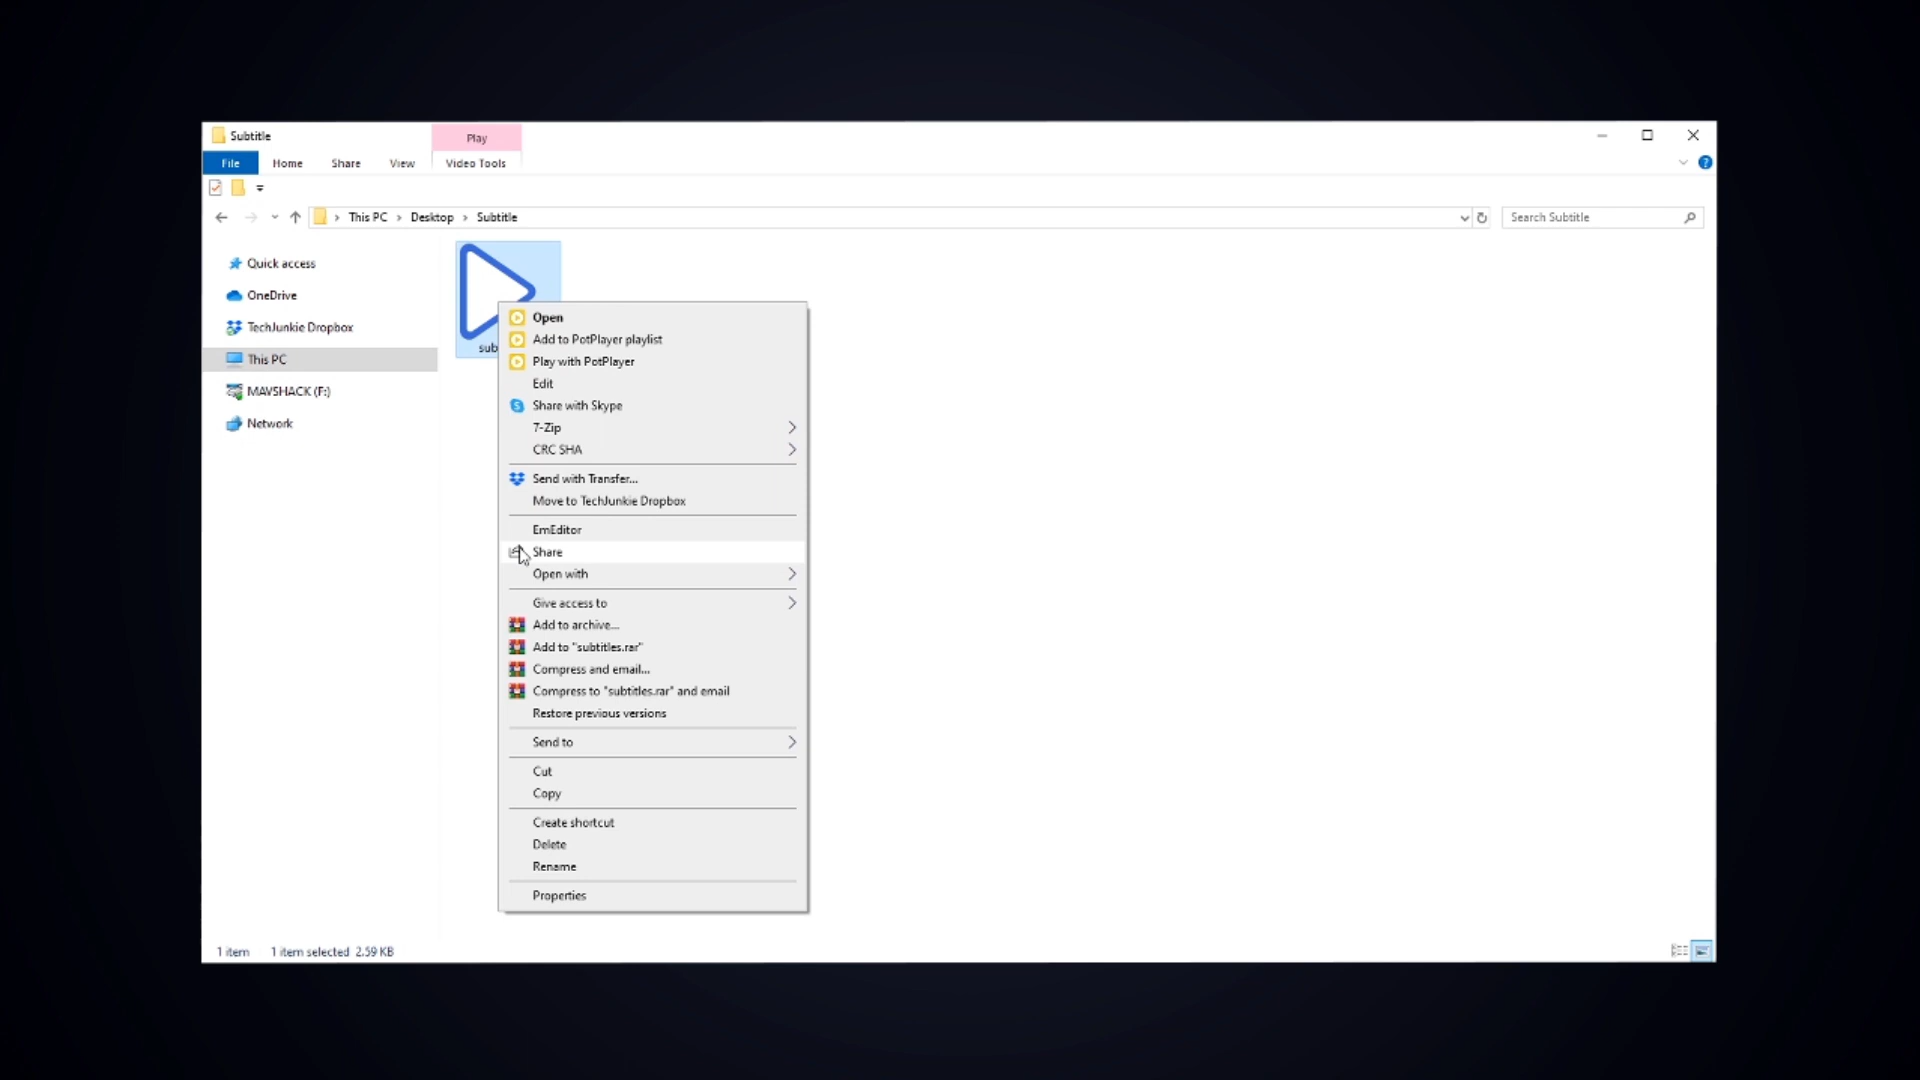 Subtitle
Play
File
Home
Share
View
Video Tools
This PC
Desktop
Subtitle
Search Subtitle
Quick access
OneDrive
TechJunkie Dropbox
This PC
MAVSHACK (F:)
Network
sub
Open
Add to PotPlayer playlist
Play with PotPlayer
Edit
Share with Skype
7-Zip
CRC SHA
Send with Transfer...
Move to TechJunkie Dropbox
EmEditor
Share
Open with
Give access to
Add to archive...
Add to "subtitles.rar"
Compress and email...
Compress to "subtitles.rar" and email
Restore previous versions
Send to
Cut
Copy
Create shortcut
Delete
Rename
Properties
1 item
1 item selected 2.59 KB